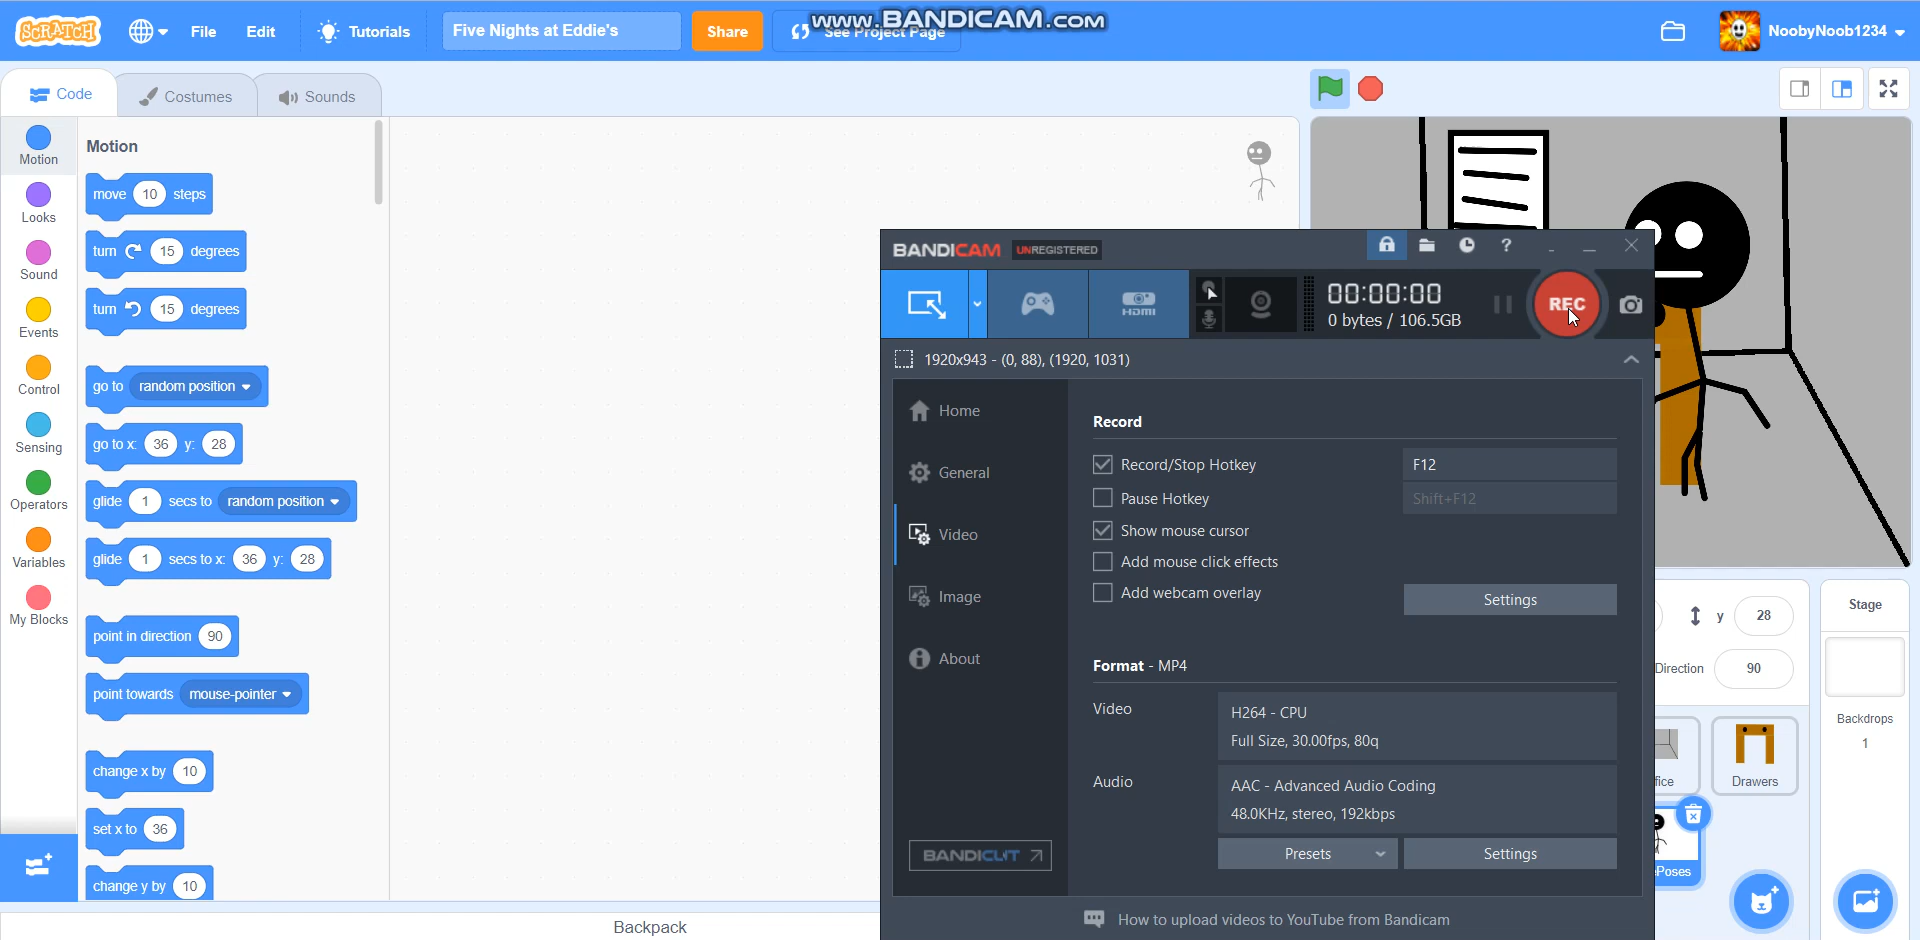 SCRATCH
File
Edit
Tutorials
Five Nights at Eddie's
Share
See Project Page
www.BANDICAM.com
NoobyNoob1234
Code
Costumes
Sounds
Motion
Looks
Sound
Events
Control
Sensing
Operators
Variables
My Blocks
Motion
move 10 steps
turn 15 degrees
turn 15 degrees
go to random position
go to x: 36 y: 28
glide 1 secs to random position
glide 1 secs to x: 36 y: 28
point in direction 90
point towards mouse-pointer
change x by 10
set x to 36
change y by 10
Backpack
BANDICAM UNREGISTERED
HDMI
00:00:00
0 bytes / 106.5GB
REC
1920x943 - (0, 88), (1920, 1031)
Home
General
Video
Image
About
BANDICUT
Record
Record/Stop Hotkey F12
Pause Hotkey Shift+F12
Show mouse cursor
Add mouse click effects
Add webcam overlay
Settings
Format - MP4
Video
H264 - CPU
Full Size, 30.00fps, 80q
Audio
AAC - Advanced Audio Coding
48.0KHz, stereo, 192kbps
Presets
Settings
How to upload videos to YouTube from Bandicam
y 28
Direction 90
fice
Drawers
Poses
Stage
Backdrops
1